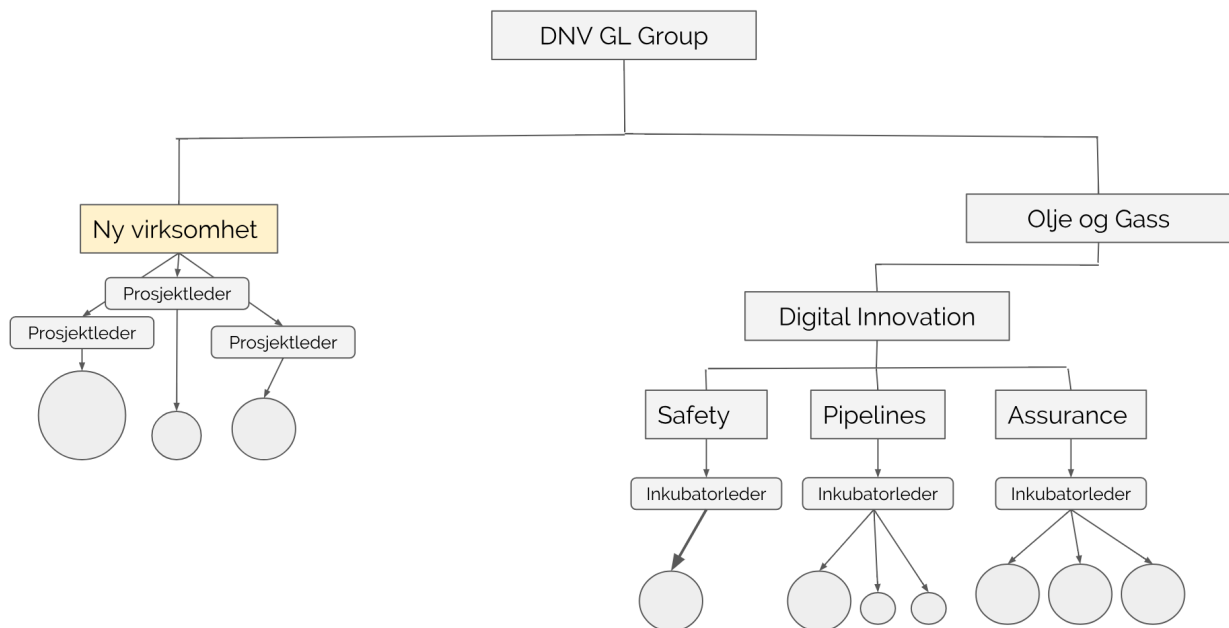 DNV GL Group
Ny virksomhet
Olje og Gass
Prosjektleder
Prosjektleder
Prosjektleder
Digital Innovation
Safety
Pipelines
Assurance
Inkubatorleder
Inkubatorleder
Inkubatorleder